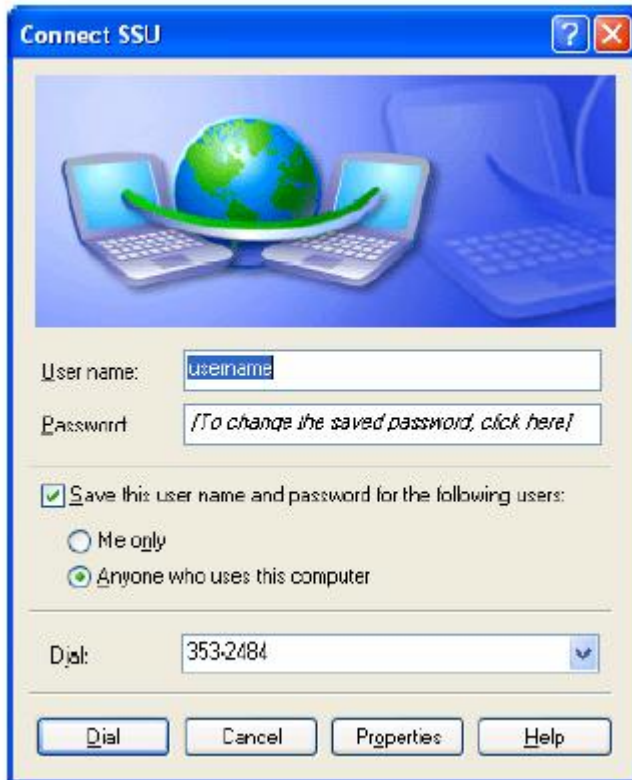 Connect SSU
User name:
username
Password:
[To change the saved password, click here]
Save this user name and password for the following users:
Me only
Anyone who uses this computer
Dial:
353-2484
Dial
Cancel
Properties
Help